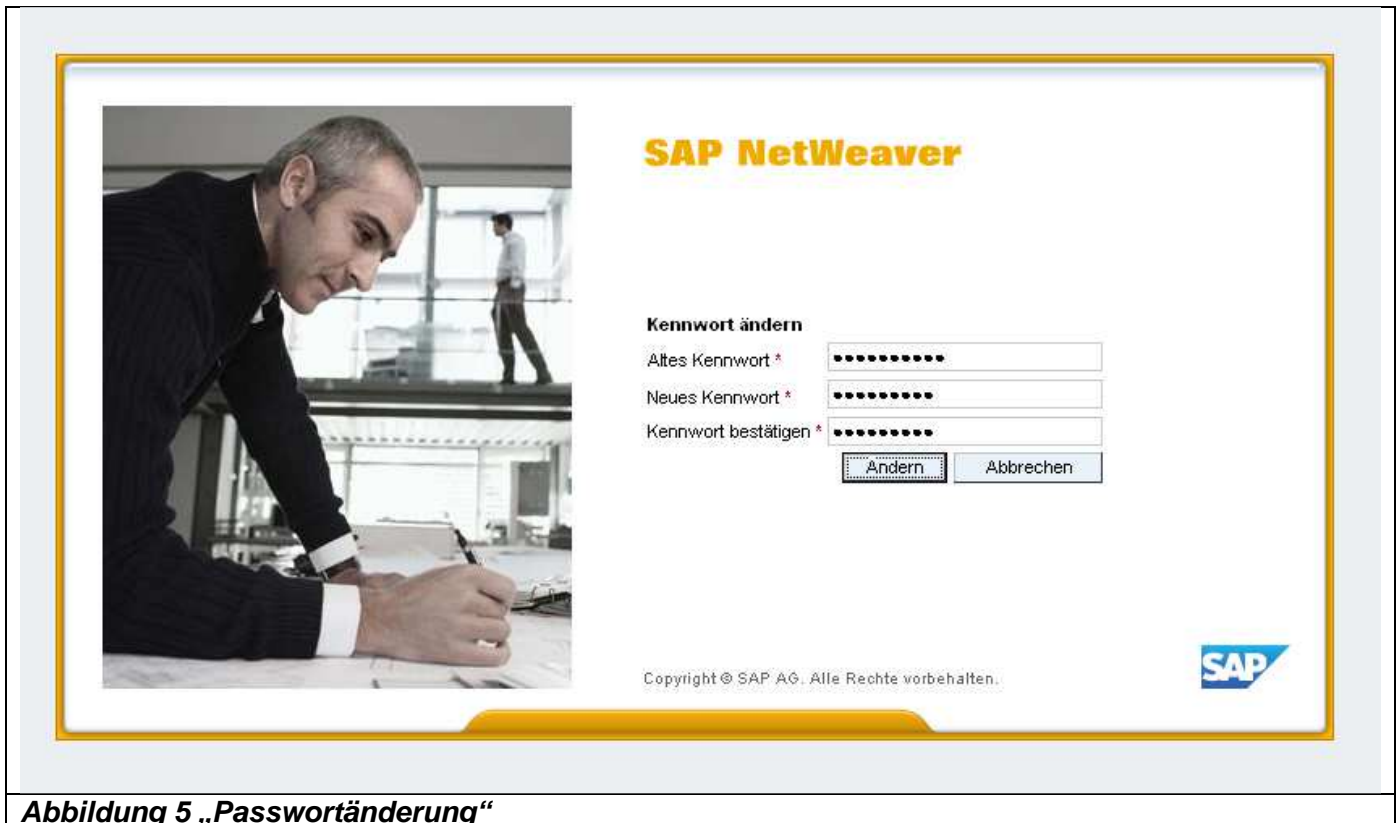 SAP NetWeaver
Kennwort ändern
Altes Kennwort *
••••••••••
Neues Kennwort *
•••••••••
Kennwort bestätigen *
•••••••••
Ändern Abbrechen
Copyright © SAP AG. Alle Rechte vorbehalten.
SAP
Abbildung 5 „Passwortänderung“